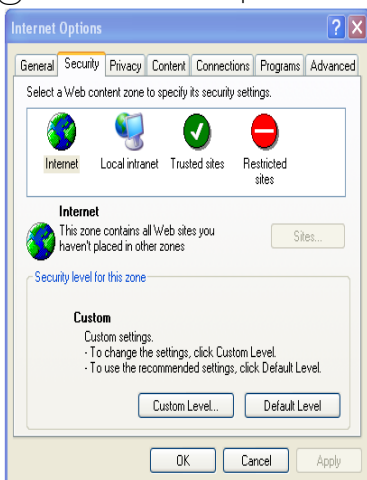 Internet Options
General Security Privacy Content Connections Programs Advanced
Select a Web content zone to specify its security settings.
Internet Local intranet Trusted sites Restricted
sites
Internet
This zone contains all Web sites you
haven't placed in other zones
Sites...
Security level for this zone
Custom
Custom settings.
- To change the settings, click Custom Level.
- To use the recommended settings, click Default Level.
Custom Level... Default Level
OK Cancel Apply